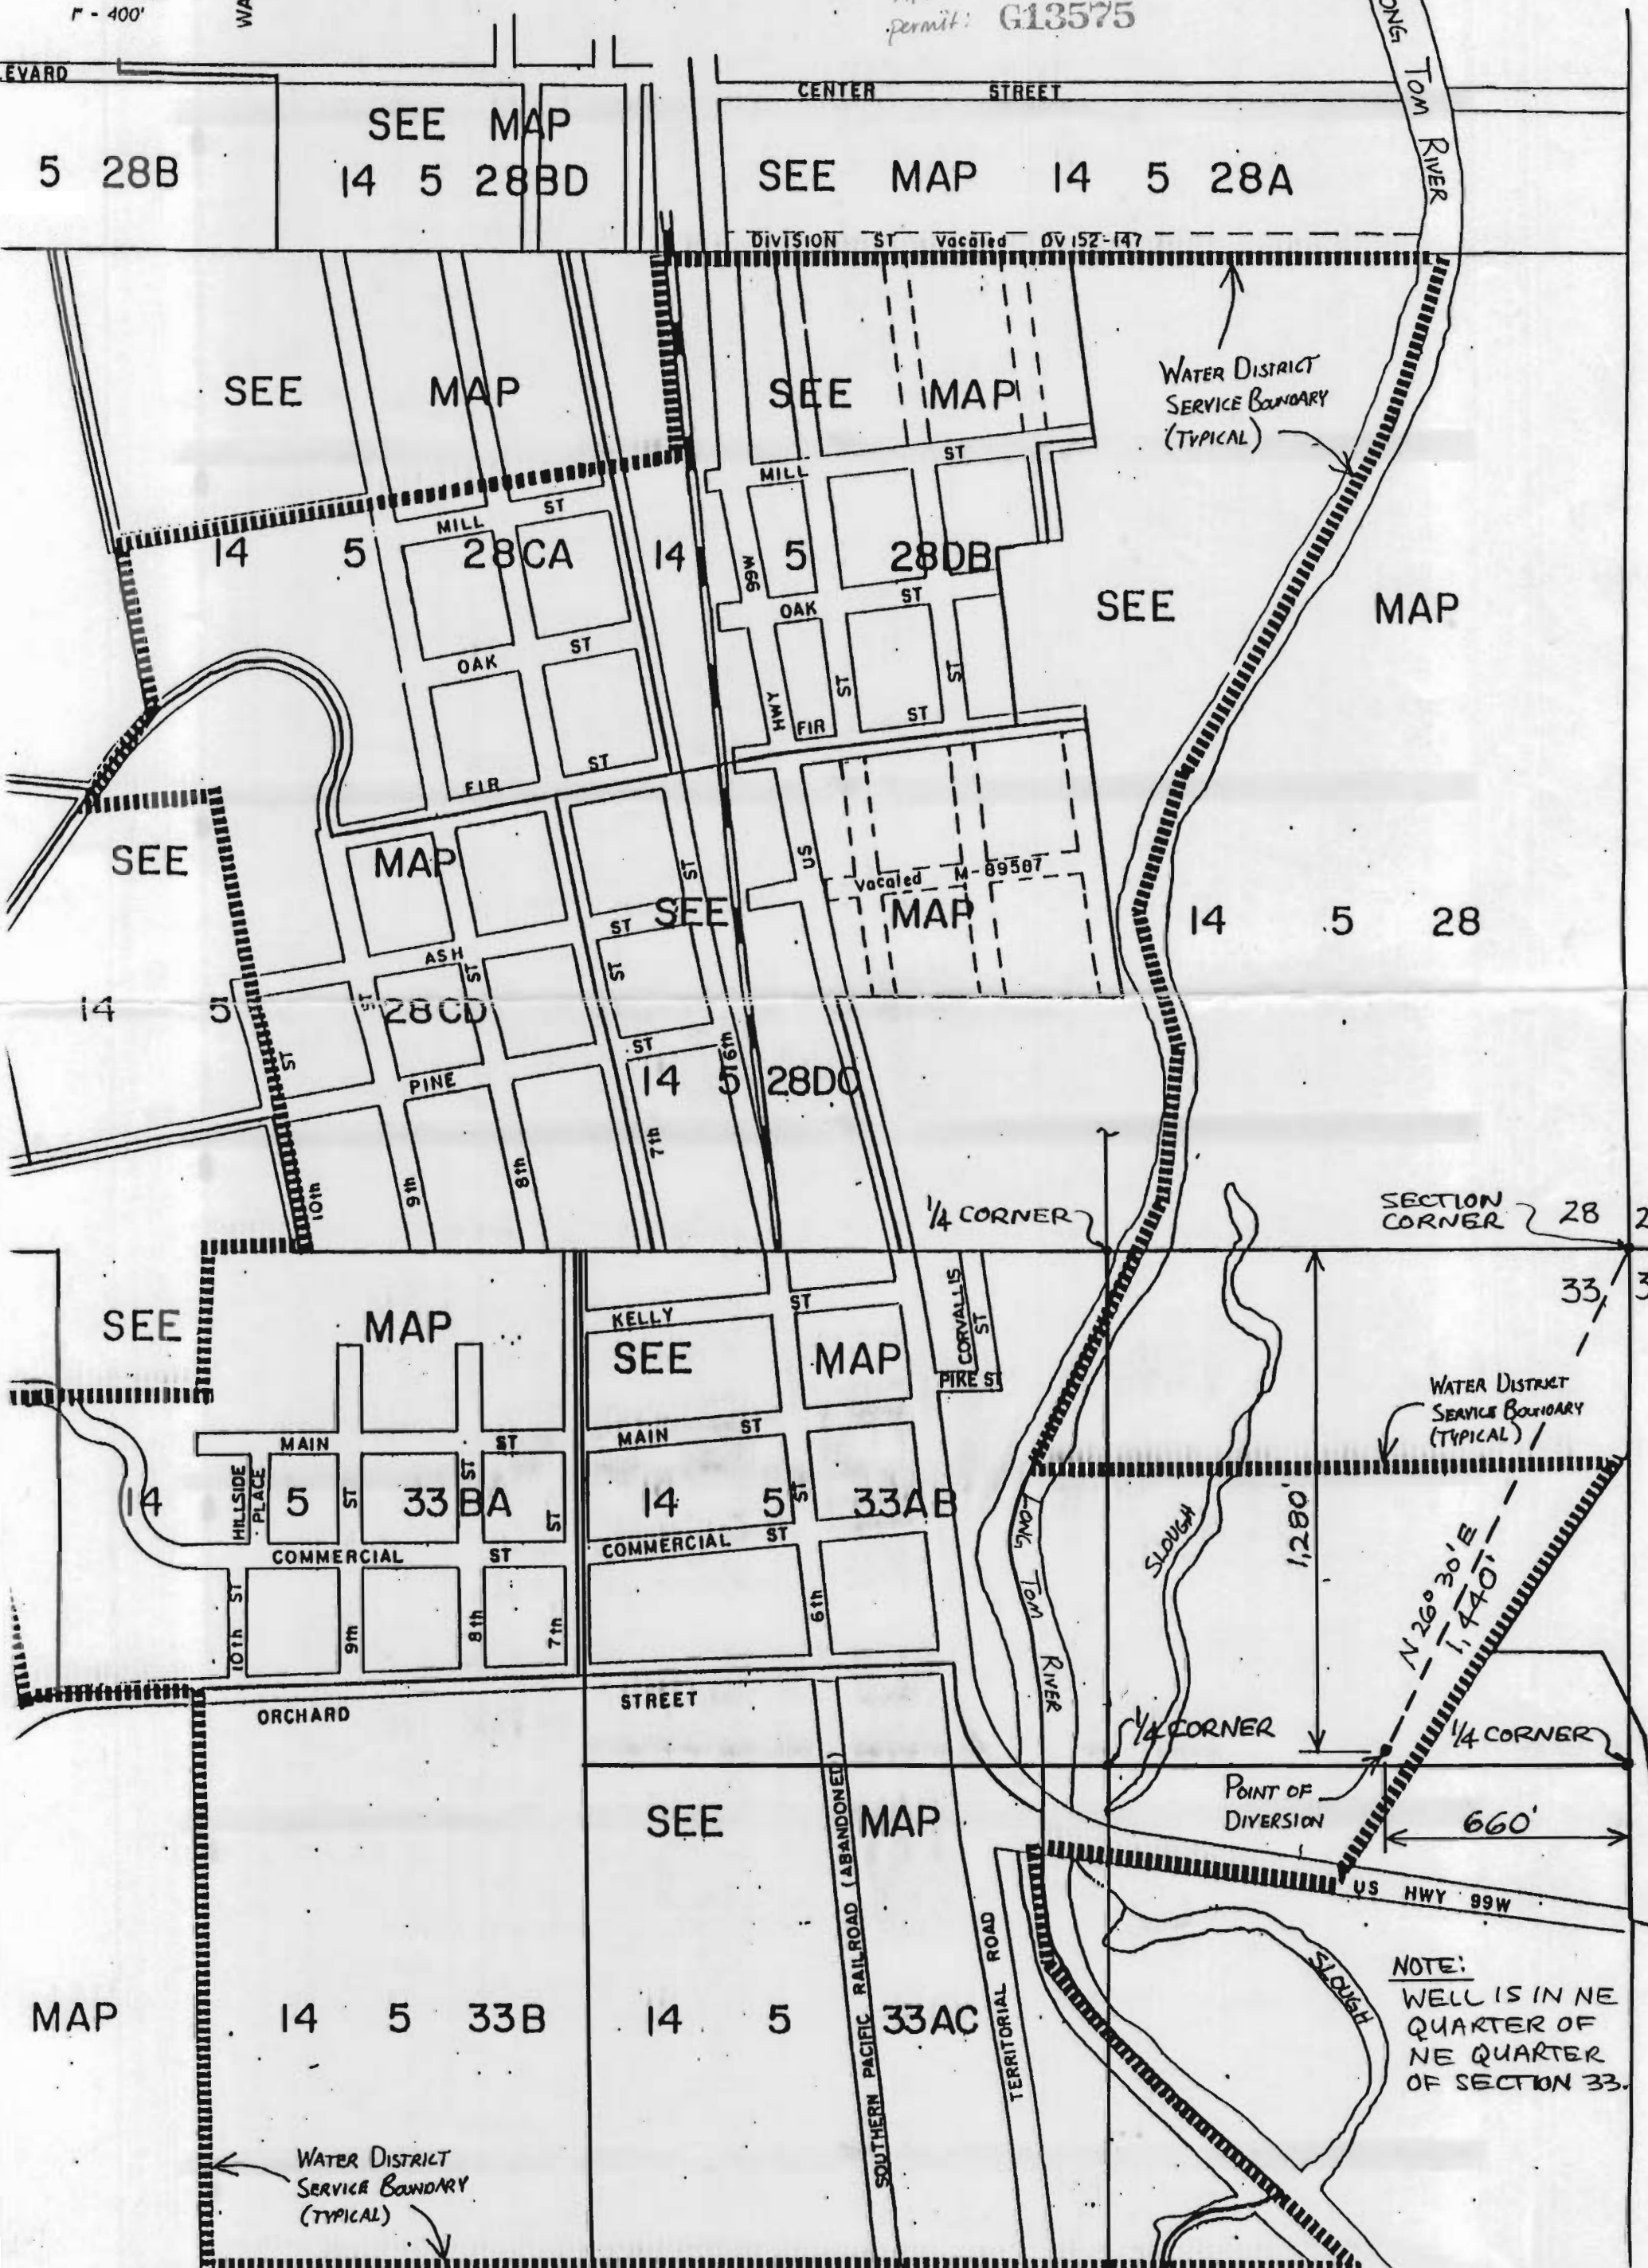 1" - 400'
WA
permit: G13575
EVARD
CENTER STREET
LONG TOM RIVER
SEE MAP
14 5 28BD
5 28B
SEE MAP 14 5 28A
DIVISION ST Vacated DV 152-147
WATER DISTRICT
SERVICE BOUNDARY
(TYPICAL)
SEE MAP
SEE MAP
MILL ST
MILL ST
14 5 28CA
14 5 28DB
99W
OAK ST
OAK ST
SEE MAP
ST
ST
HWY
FIR ST
FIR ST
US
SEE MAP
Vacated M-89587
SEE MAP
14 5 28
ST
ASH ST
ST
ST
ST
14 5 28CD
ST
PINE ST
6th
14 5 28DC
7th
8th
9th
10th
1/4 CORNER
SECTION
CORNER
28 2
33 3
SEE MAP
KELLY ST
CORVALLIS
ST
SEE MAP
PIKE ST
WATER DISTRICT
SERVICE BOUNDARY
(TYPICAL)
MAIN ST
MAIN ST
HILLSIDE
PLACE
ST
ST
ST
ST
14 5 33BA
14 5 33AB
LONG TOM RIVER
SLOUGH
1,280'
N 26° 30' E
1,440'
COMMERCIAL ST
COMMERCIAL ST
10th ST
9th
8th
7th
6th
ORCHARD STREET
1/4 CORNER
1/4 CORNER
POINT OF
DIVERSION
660'
SEE MAP
US HWY 99W
SOUTHERN PACIFIC RAILROAD (ABANDONED)
TERRITORIAL ROAD
SLOUGH
NOTE:
WELL IS IN NE
QUARTER OF
NE QUARTER
OF SECTION 33.
MAP
14 5 33B
14 5 33AC
WATER DISTRICT
SERVICE BOUNDARY
(TYPICAL)